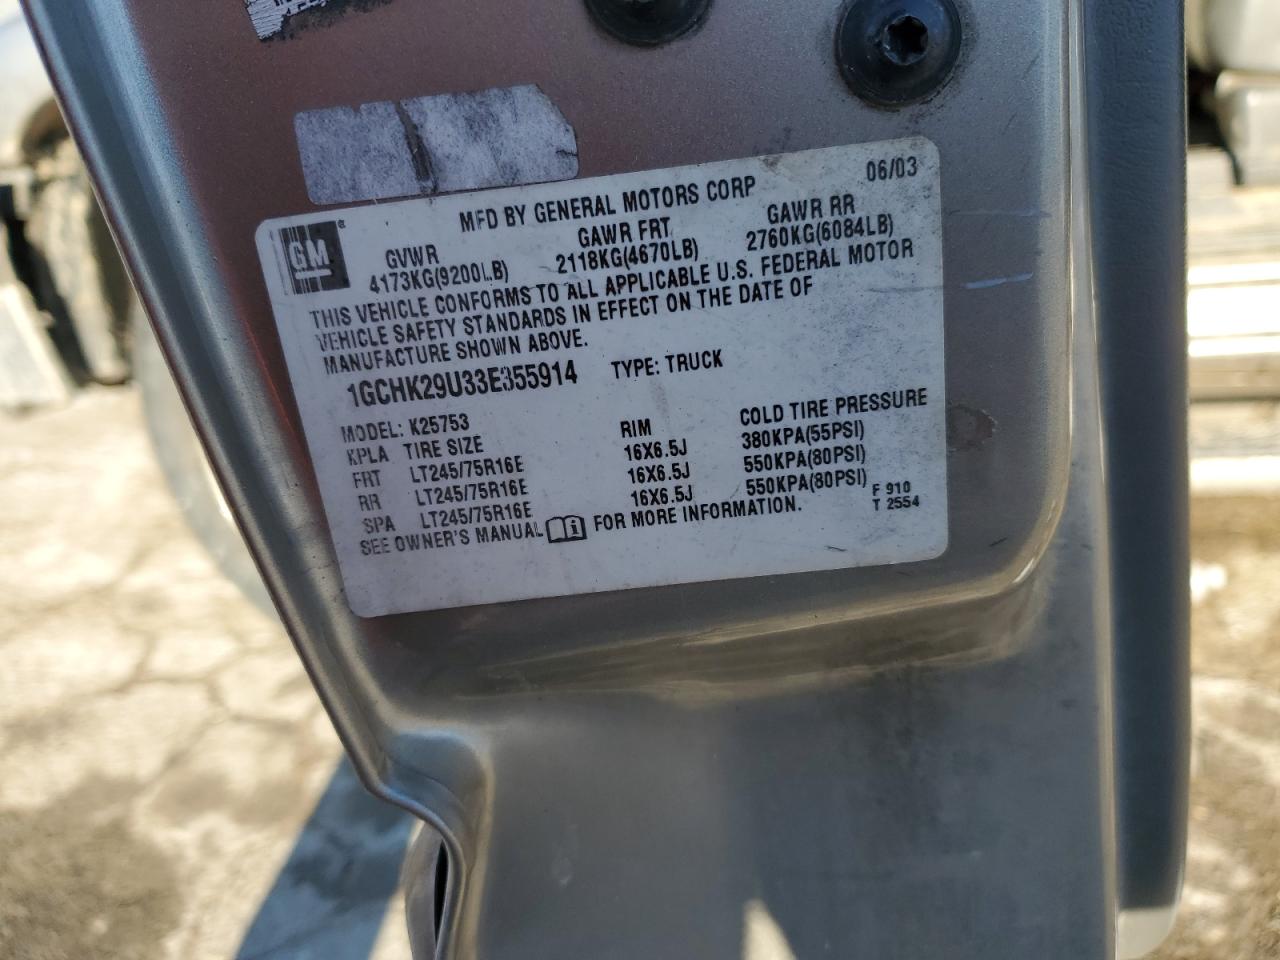 MFD BY GENERAL MOTORS CORP 06/03
GM
GVWR GAWR FRT GAWR RR
4173KG(9200LB) 2118KG(4670LB) 2760KG(6084LB)
THIS VEHICLE CONFORMS TO ALL APPLICABLE U.S. FEDERAL MOTOR
VEHICLE SAFETY STANDARDS IN EFFECT ON THE DATE OF
MANUFACTURE SHOWN ABOVE.
1GCHK29U33E355914 TYPE: TRUCK
MODEL: K25753
KPLA TIRE SIZE RIM COLD TIRE PRESSURE
FRT LT245/75R16E 16X6.5J 380KPA(55PSI)
RR LT245/75R16E 16X6.5J 550KPA(80PSI)
SPA LT245/75R16E 16X6.5J 550KPA(80PSI)
SEE OWNER'S MANUAL FOR MORE INFORMATION.
F 910
T 2554